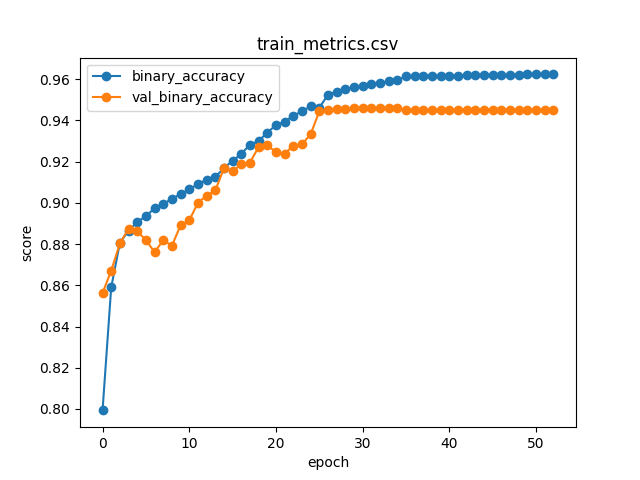 train_metrics.csv
binary_accuracy
val_binary_accuracy
0.96
0.94
0.92
0.90
0.88
0.86
0.84
0.82
0.80
score
0 10 20 30 40 50
epoch